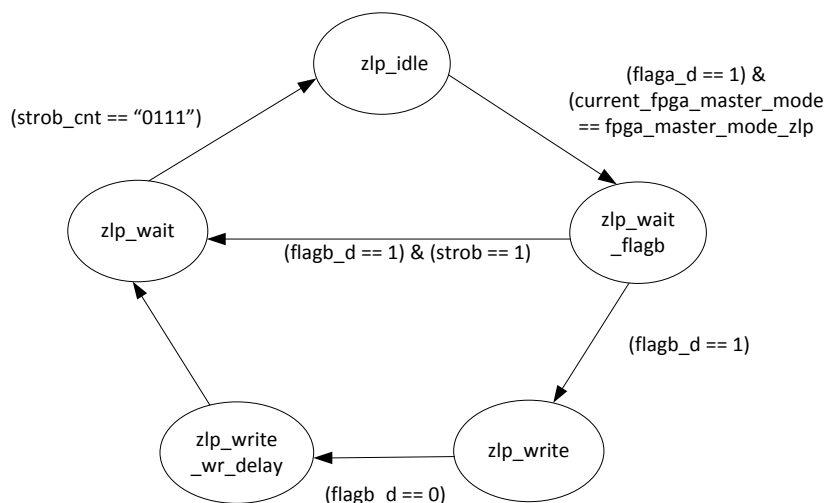 zlp_idle
(flaga_d == 1) &
(current_fpga_master_mode
== fpga_master_mode_zlp
(strob_cnt == “0111”)
zlp_wait
zlp_wait
_flagb
(flagb_d == 1) & (strob == 1)
(flagb_d == 1)
zlp_write
_wr_delay
zlp_write
(flagb_d == 0)